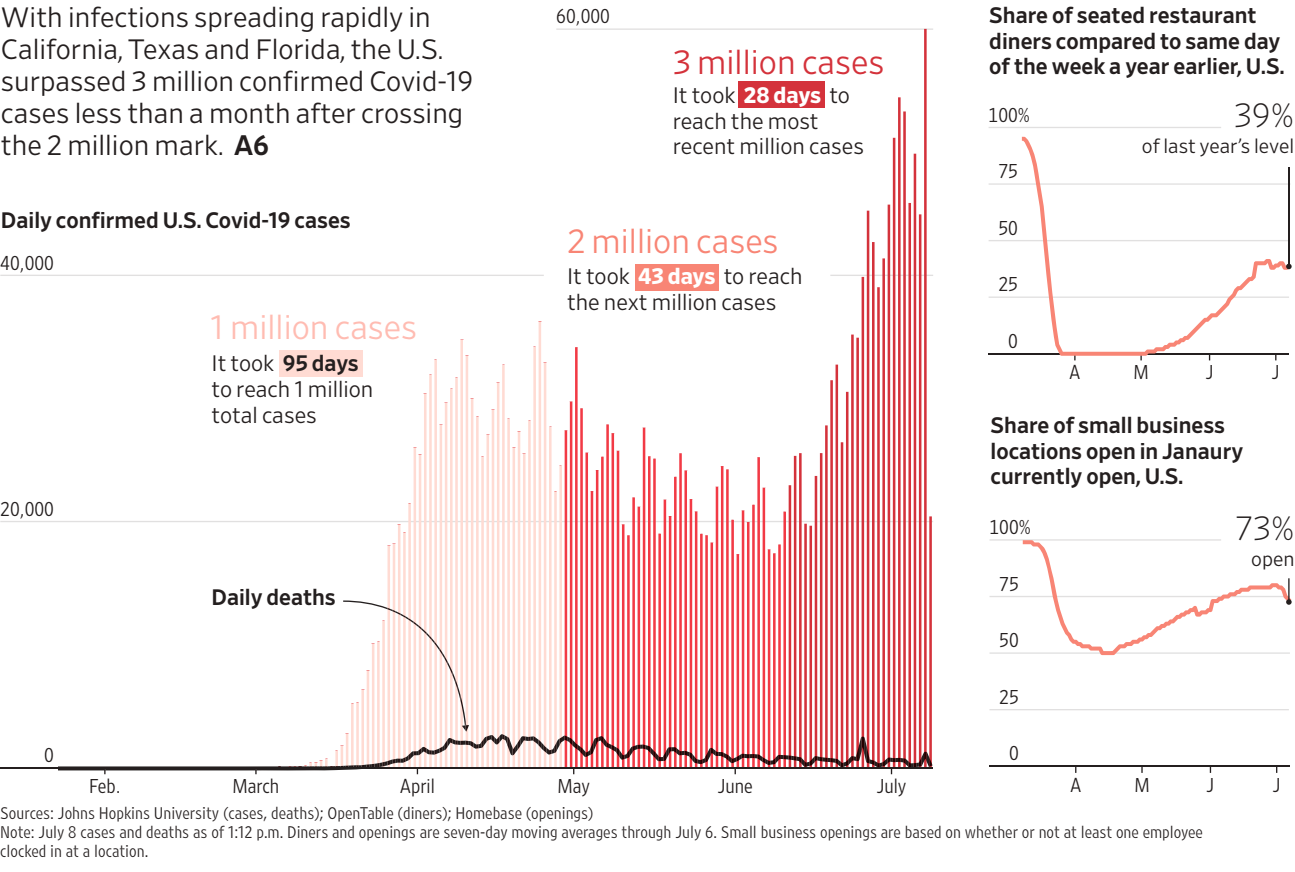 With infections spreading rapidly in
California, Texas and Florida, the U.S.
surpassed 3 million confirmed Covid-19
cases less than a month after crossing
the 2 million mark. A6
Daily confirmed U.S. Covid-19 cases
60,000
40,000
20,000
0
3 million cases
It took 28 days to
reach the most
recent million cases
2 million cases
It took 43 days to reach
the next million cases
1 million cases
It took 95 days
to reach 1 million
total cases
Daily deaths
Feb.
March
April
May
June
July
Share of seated restaurant
diners compared to same day
of the week a year earlier, U.S.
100%
75
50
25
0
39%
of last year's level
A
M
J
J
Share of small business
locations open in Janaury
currently open, U.S.
100%
75
50
25
0
73%
open
A
M
J
J
Sources: Johns Hopkins University (cases, deaths); OpenTable (diners); Homebase (openings)
Note: July 8 cases and deaths as of 1:12 p.m. Diners and openings are seven-day moving averages through July 6. Small business openings are based on whether or not at least one employee
clocked in at a location.